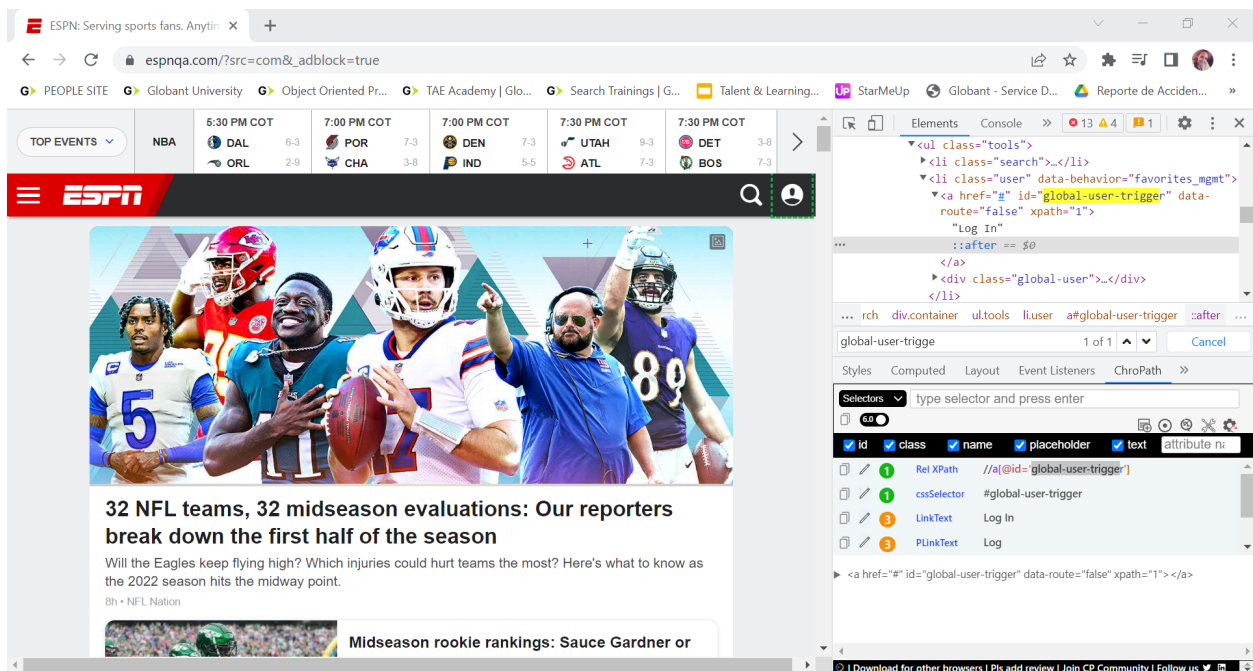 ESPN: Serving sports fans. Anytim
espnqa.com/?src=com&_adblock=true
G> PEOPLE SITE G> Globant University G> Object Oriented Pr... G> TAE Academy | Glo... G> Search Trainings | G... Talent & Learning... UP StarMeUp Globant - Service D... Reporte de Acciden... »
TOP EVENTS NBA
5:30 PM COT
DAL 6-3
ORL 2-9
7:00 PM COT
POR 7-3
CHA 3-8
7:00 PM COT
DEN 7-3
IND 5-5
7:30 PM COT
UTAH 9-3
ATL 7-3
7:30 PM COT
DET 3-8
BOS 7-3
ESPN
C
5
11
17
89
32 NFL teams, 32 midseason evaluations: Our reporters
break down the first half of the season
Will the Eagles keep flying high? Which injuries could hurt teams the most? Here's what to know as
the 2022 season hits the midway point.
8h • NFL Nation
Midseason rookie rankings: Sauce Gardner or
Elements Console » 13 4 1
▼<ul class="tools">
▶<li class="search">…</li>
▼<li class="user" data-behavior="favorites_mgmt">
▼<a href="#" id="global-user-trigger" data-
route="false" xpath="1">
"Log In"
… ::after == $0
</a>
▶<div class="global-user">…</div>
</li>
... rch div.container ul.tools li.user a#global-user-trigger ::after ...
global-user-trigge 1 of 1 Cancel
Styles Computed Layout Event Listeners ChroPath »
Selectors type selector and press enter
6.0
id class name placeholder text attribute na
1 Rel XPath //a[@id='global-user-trigger']
1 cssSelector #global-user-trigger
3 LinkText Log In
3 PLinkText Log
▶ <a href="#" id="global-user-trigger" data-route="false" xpath="1"></a>
| Download for other browsers | Pls add review | Join CP Community | Follow us